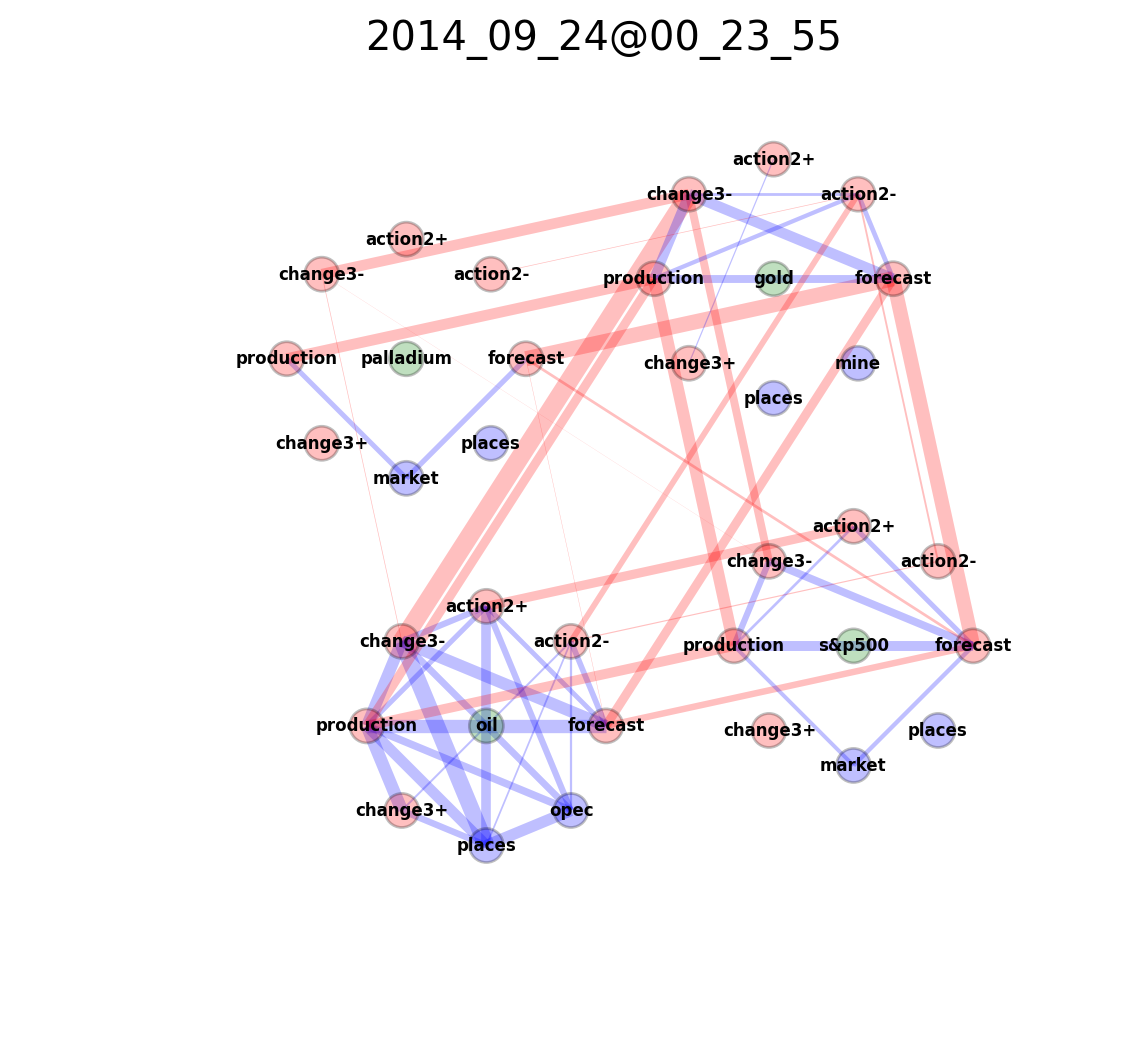 2014_09_24@00_23_55
action2+
change3-
action2-
production
gold
forecast
change3+
mine
places
action2+
change3-
action2-
production
palladium
forecast
change3+
places
market
action2+
change3-
action2-
production
s&p500
forecast
change3+
places
market
action2+
change3-
action2-
production
oil
forecast
change3+
opec
places